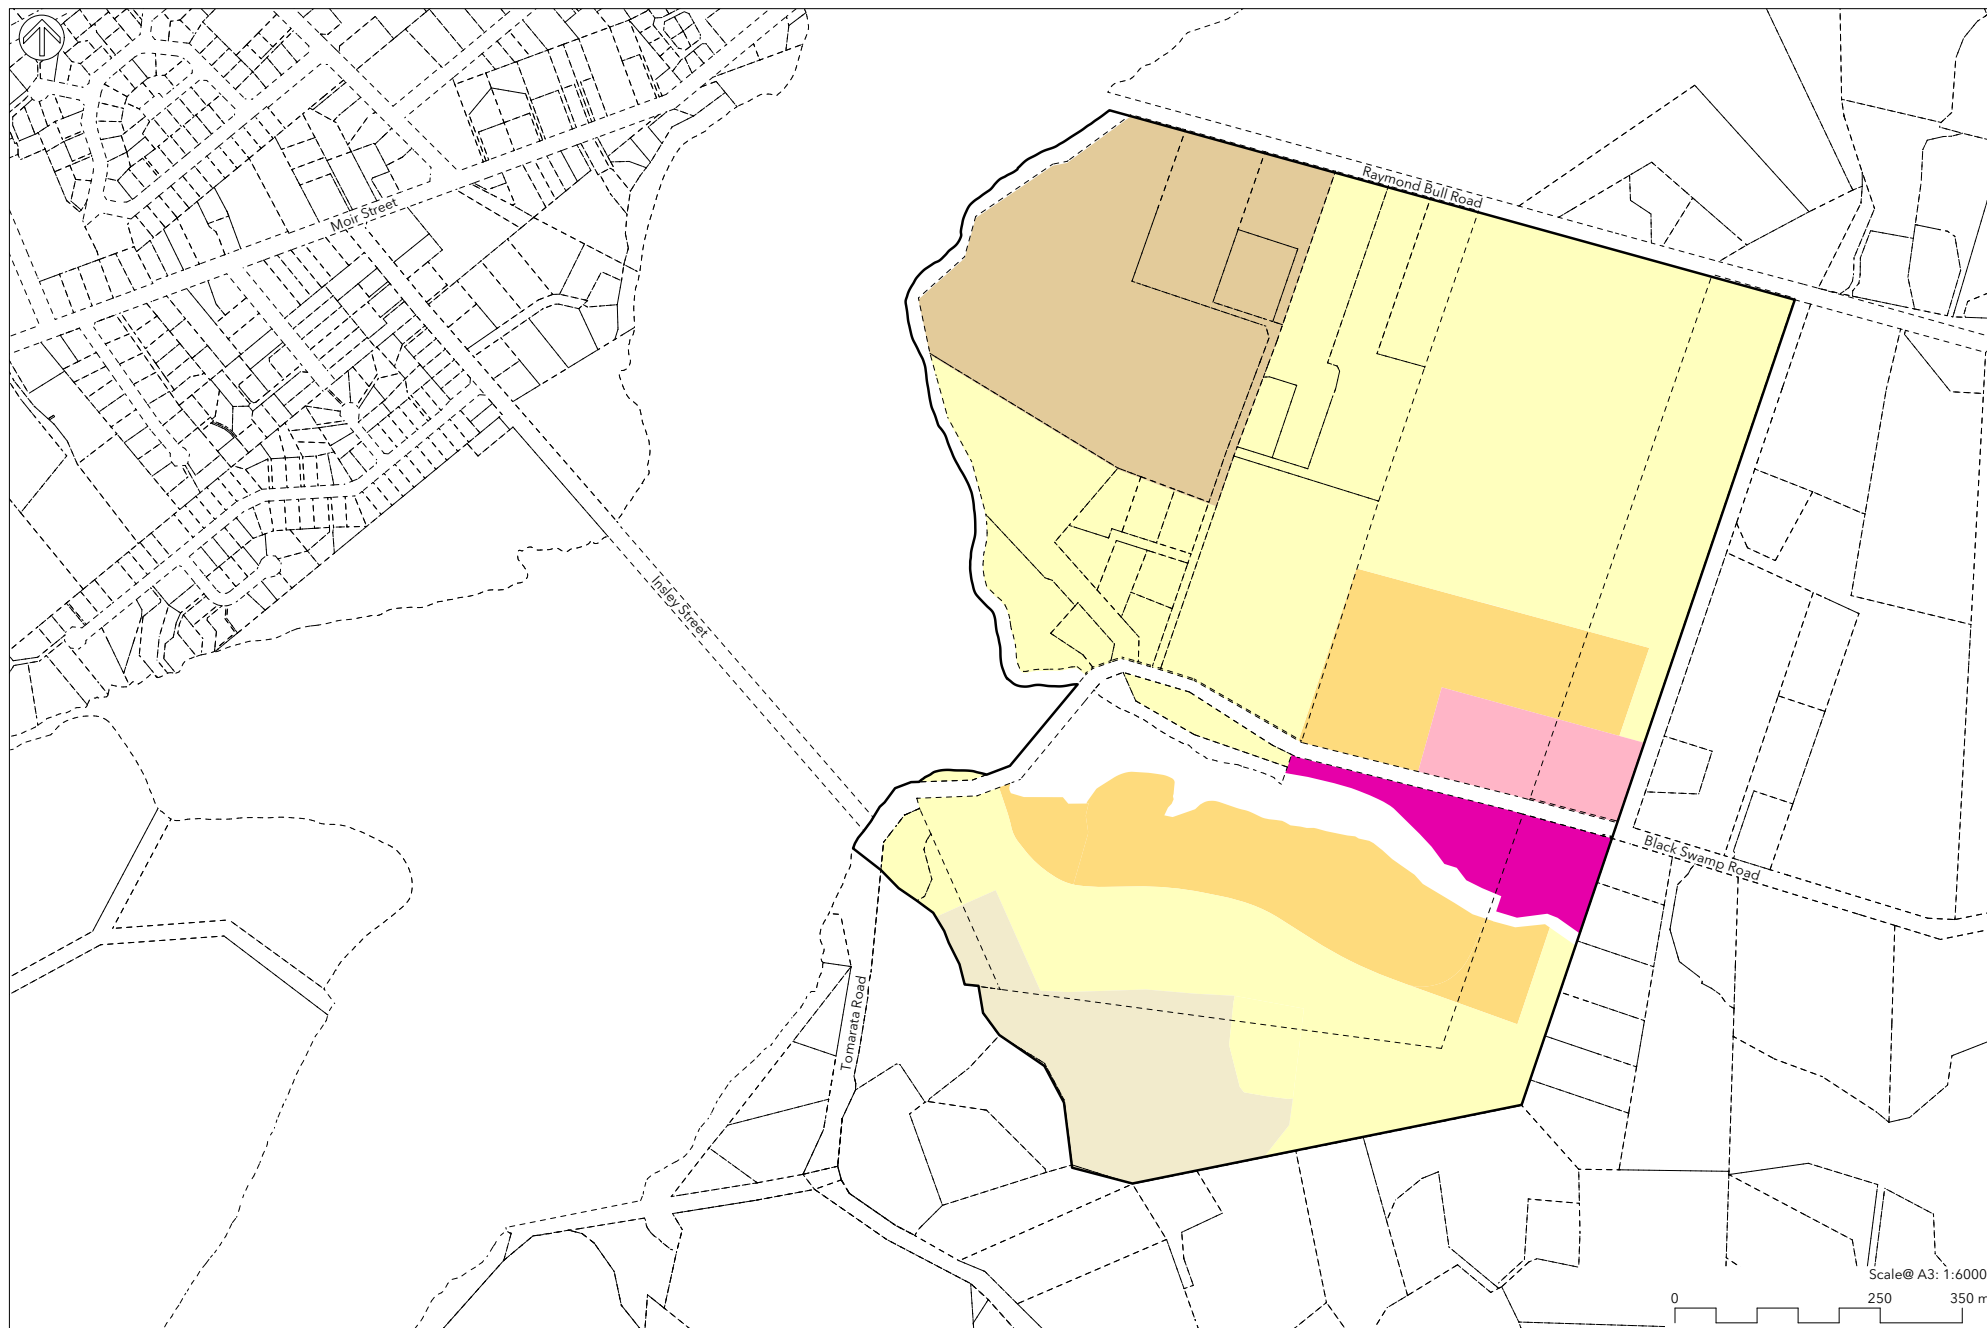 Raymond Bull Road
Moir Street
Insley Street
Black Swamp Road
Tomarata Road
Scale@ A3: 1:6000
0 250 350 m